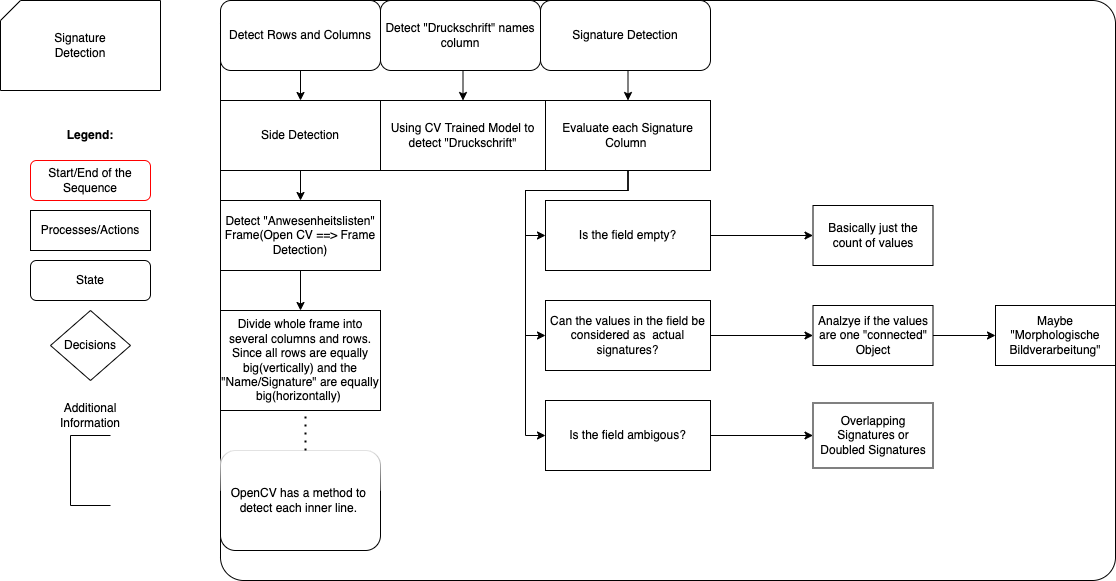 Signature
Detection
Legend:
Start/End of the
Sequence
Processes/Actions
State
Decisions
Additional
Information
Detect Rows and Columns
Detect "Druckschrift" names
column
Signature Detection
Side Detection
Using CV Trained Model to
detect "Druckschrift"
Evaluate each Signature
Column
Detect "Anwesenheitslisten"
Frame(Open CV ==> Frame
Detection)
Is the field empty?
Basically just the
count of values
Divide whole frame into
several columns and rows.
Since all rows are equally
big(vertically) and the
"Name/Signature" are equally
big(horizontally)
Can the values in the field be
considered as actual
signatures?
Analzye if the values
are one "connected"
Object
Maybe
"Morphologische
Bildverarbeitung"
Is the field ambigous?
Overlapping
Signatures or
Doubled Signatures
OpenCV has a method to
detect each inner line.